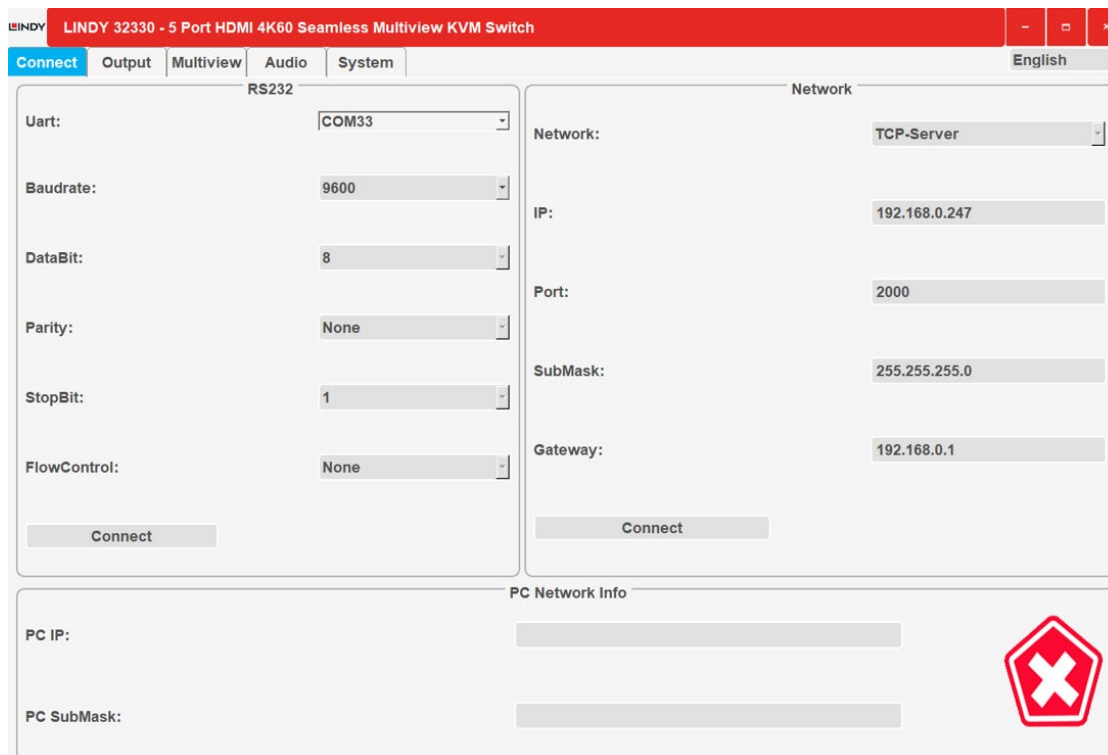 LINDY LINDY 32330 - 5 Port HDMI 4K60 Seamless Multiview KVM Switch
Connect Output Multiview Audio System English
RS232
Uart: COM33
Baudrate: 9600
DataBit: 8
Parity: None
StopBit: 1
FlowControl: None
Connect
Network
Network: TCP-Server
IP: 192.168.0.247
Port: 2000
SubMask: 255.255.255.0
Gateway: 192.168.0.1
Connect
PC Network Info
PC IP:
PC SubMask: